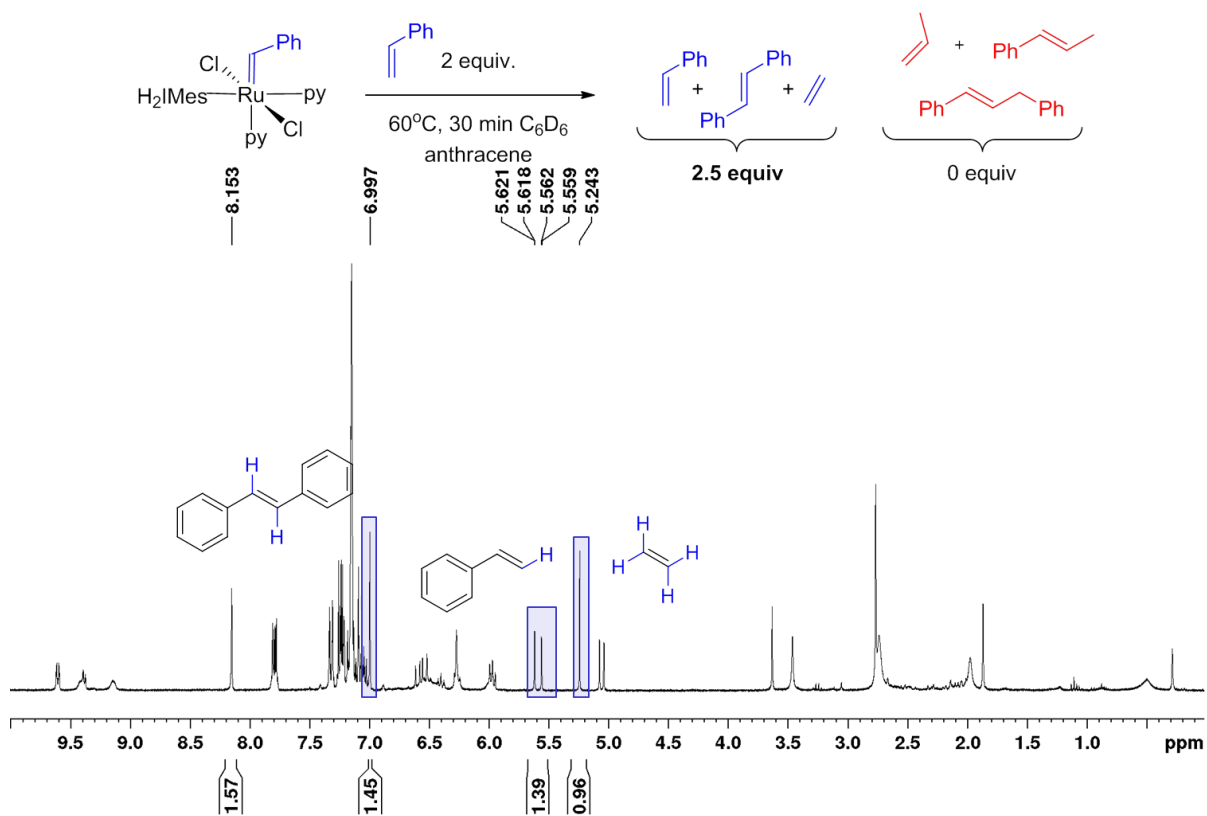 Ph
Cl
H2IMes
Ru
py
Cl
py
Ph
2 equiv.
60°C, 30 min C6D6
anthracene
Ph
+
Ph
Ph
+
2.5 equiv
+
Ph
Ph
Ph
0 equiv
8.153
6.997
5.621
5.618
5.562
5.559
5.243
H
H
H
H
H
H
H
9.5 9.0 8.5 8.0 7.5 7.0 6.5 6.0 5.5 5.0 4.5 4.0 3.5 3.0 2.5 2.0 1.5 1.0 ppm
1.57
1.45
1.39
0.96